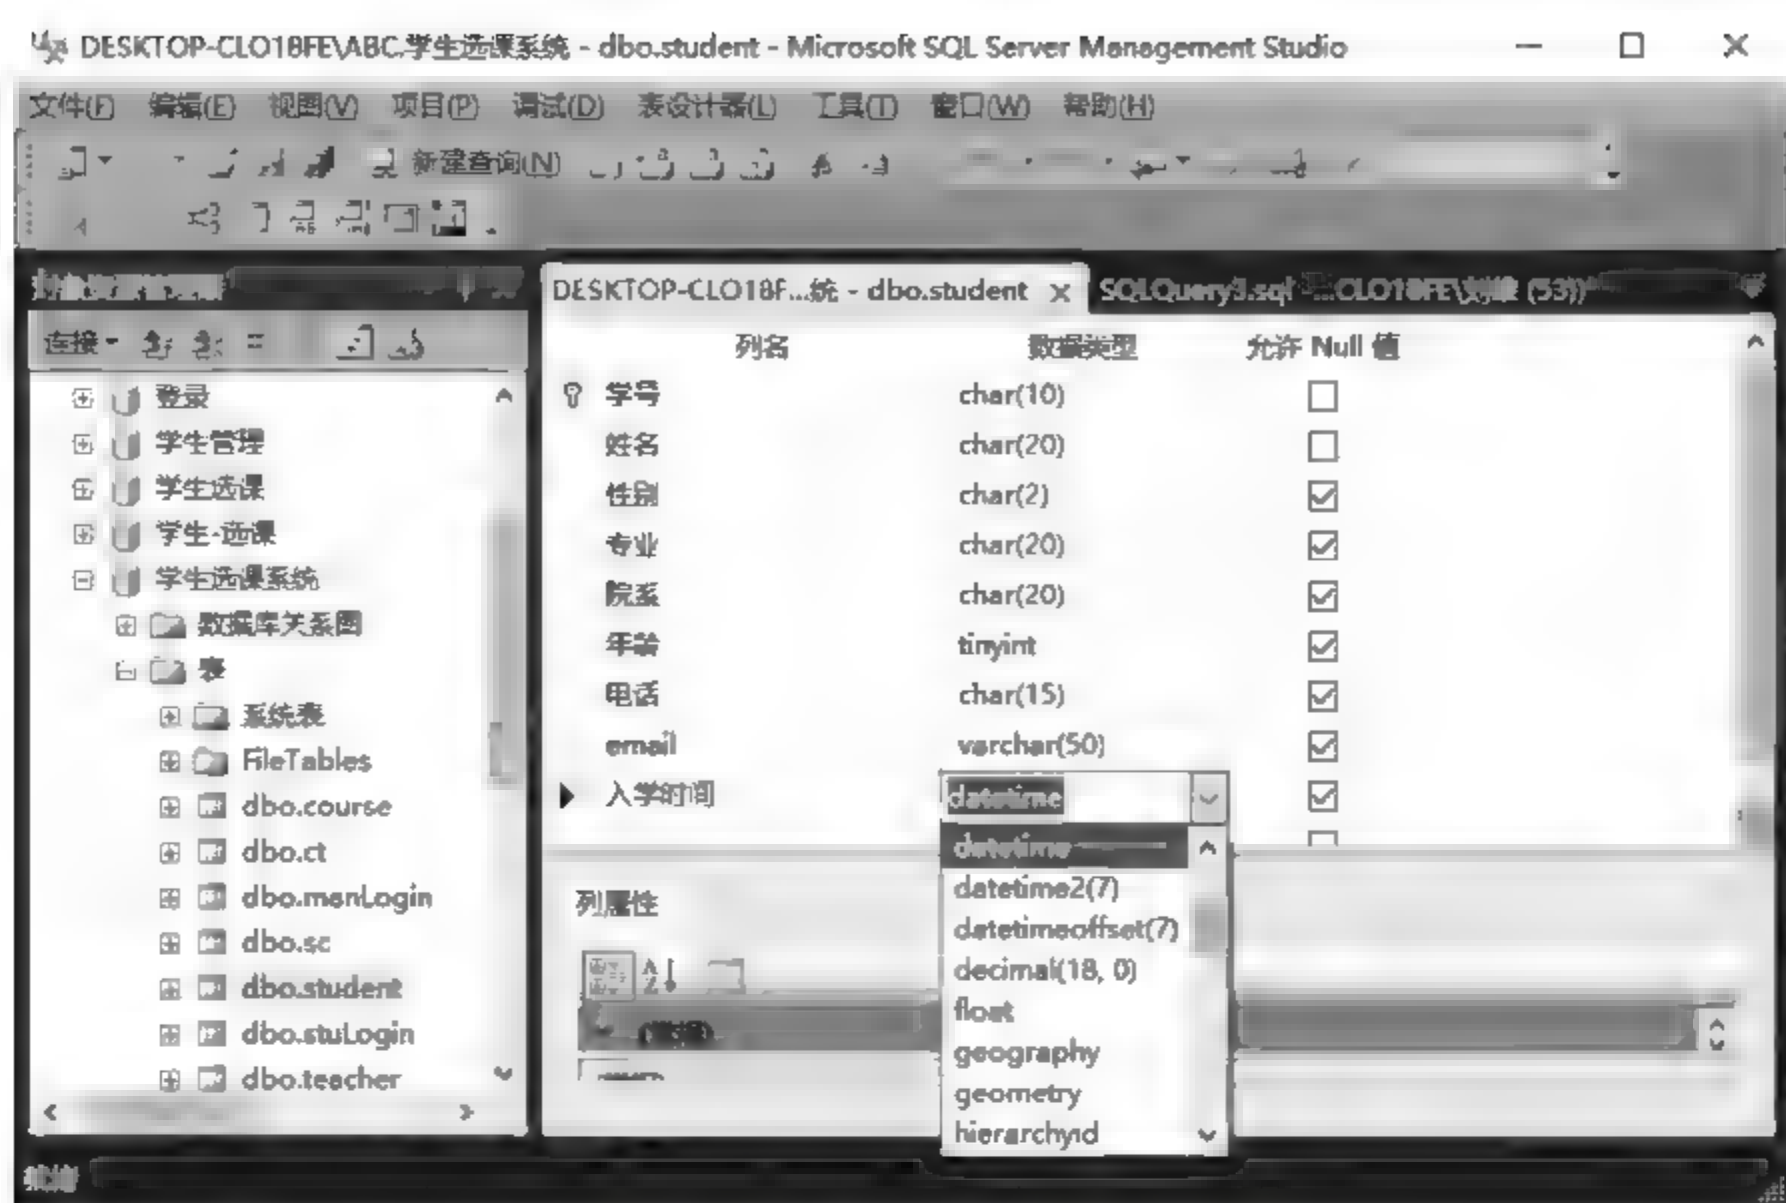 DESKTOP-CLO18FE\ABC.学生选课系统 - dbo.student - Microsoft SQL Server Management Studio
文件(F) 编辑(E) 视图(V) 项目(P) 调试(D) 表设计器(L) 工具(T) 窗口(W) 帮助(H)
新建查询(N)
DESKTOP-CLO18F...统 - dbo.student
SQLQuery3.sql - ...CLO18FE\ (53))
连接
登录
学生管理
学生选课
学生-选课
学生选课系统
数据库关系图
表
系统表
FileTables
dbo.course
dbo.ct
dbo.manLogin
dbo.sc
dbo.student
dbo.stuLogin
dbo.teacher
列名 数据类型 允许 Null 值
学号 char(10)
姓名 char(20)
性别 char(2)
专业 char(20)
院系 char(20)
年龄 tinyint
电话 char(15)
email varchar(50)
入学时间 datetime
datetime
datetime2(7)
datetimeoffset(7)
decimal(18, 0)
float
geography
geometry
hierarchyid
列属性